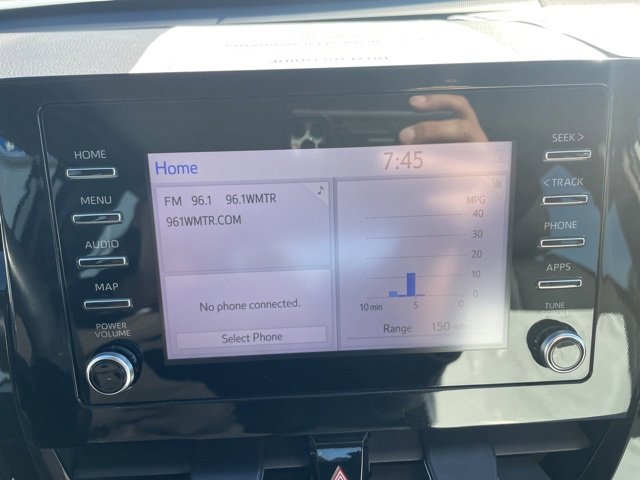 HOME
MENU
AUDIO
MAP
POWER
VOLUME
Home
7:45
FM 96.1 96.1WMTR
961WMTR.COM
No phone connected.
Select Phone
MPG
40
30
20
10
0
10 min 5 0
Range 150
SEEK >
< TRACK
PHONE
APPS
TUNE